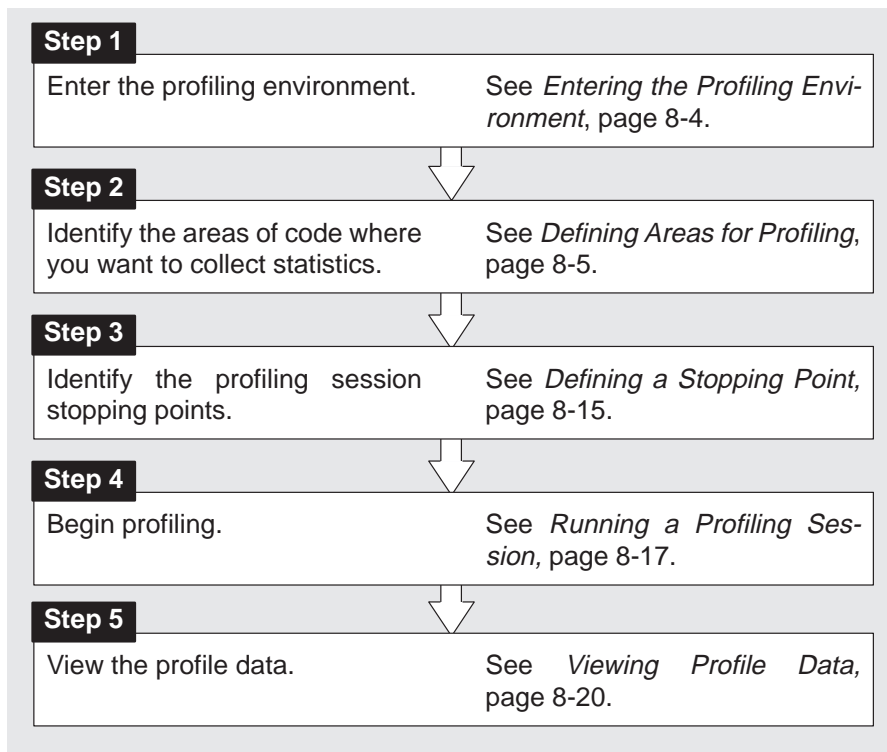 Step 1
Enter the profiling environment.
See Entering the Profiling Envi-
ronment, page 8-4.
Step 2
Identify the areas of code where
you want to collect statistics.
See Defining Areas for Profiling,
page 8-5.
Step 3
Identify the profiling session
stopping points.
See Defining a Stopping Point,
page 8-15.
Step 4
Begin profiling.
See Running a Profiling Ses-
sion, page 8-17.
Step 5
View the profile data.
See Viewing Profile Data,
page 8-20.